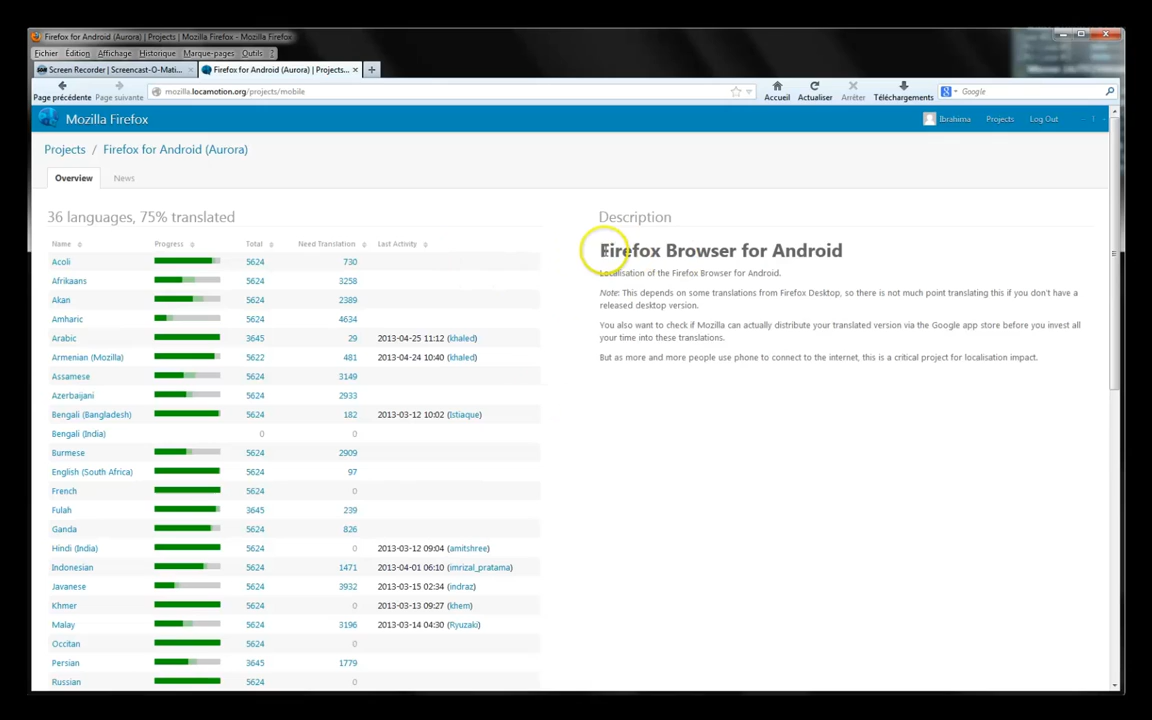 Firefox for Android (Aurora) | Projects | Mozilla Firefox - Mozilla Firefox
Fichier Édition Affichage Historique Marque-pages Outils ?
Screen Recorder | Screencast-O-Mati... × Firefox for Android (Aurora) | Projects... × +
Page précédente Page suivante mozilla.locamotion.org/projects/mobile Accueil Actualiser Arrêter Téléchargements Google
Mozilla Firefox Ibrahima Projects Log Out
Projects / Firefox for Android (Aurora)
Overview News
36 languages, 75% translated
Name Progress Total Need Translation Last Activity
Acoli 5624 730
Afrikaans 5624 3258
Akan 5624 2389
Amharic 5624 4634
Arabic 3645 29 2013-04-25 11:12 (khaled)
Armenian (Mozilla) 5622 481 2013-04-24 10:40 (khaled)
Assamese 5624 3149
Azerbaijani 5624 2933
Bengali (Bangladesh) 5624 182 2013-03-12 10:02 (Istiaque)
Bengali (India) 0 0
Burmese 5624 2909
English (South Africa) 5624 97
French 5624 0
Fulah 3645 239
Ganda 5624 826
Hindi (India) 5624 0 2013-03-12 09:04 (amitshree)
Indonesian 5624 1471 2013-04-01 06:10 (imrizal_pratama)
Javanese 5624 3932 2013-03-15 02:34 (indraz)
Khmer 5624 0 2013-03-13 09:27 (khem)
Malay 5624 3196 2013-03-14 04:30 (Ryuzaki)
Occitan 5624 0
Persian 3645 1779
Russian 5624 0
Description
Firefox Browser for Android
Localisation of the Firefox Browser for Android.
Note: This depends on some translations from Firefox Desktop, so there is not much point translating this if you don't have a
released desktop version.
You also want to check if Mozilla can actually distribute your translated version via the Google app store before you invest all
your time into these translations.
But as more and more people use phone to connect to the internet, this is a critical project for localisation impact.